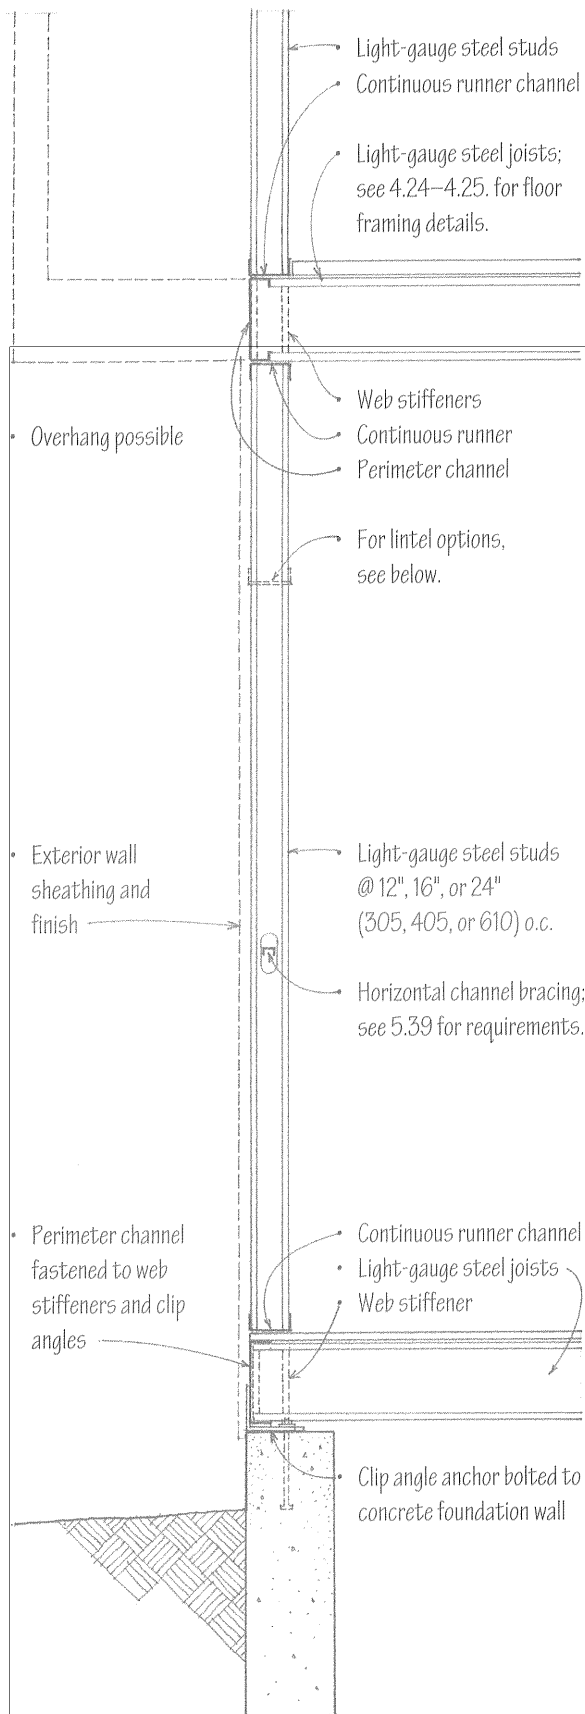 Light-gauge steel studs
Continuous runner channel
Light-gauge steel joists;
see 4.24–4.25. for floor
framing details.
Web stiffeners
Continuous runner
Perimeter channel
Overhang possible
For lintel options,
see below.
Exterior wall
sheathing and
finish
Light-gauge steel studs
@ 12", 16", or 24"
(305, 405, or 610) o.c.
Horizontal channel bracing;
see 5.39 for requirements.
Perimeter channel
fastened to web
stiffeners and clip
angles
Continuous runner channel
Light-gauge steel joists
Web stiffener
Clip angle anchor bolted to
concrete foundation wall